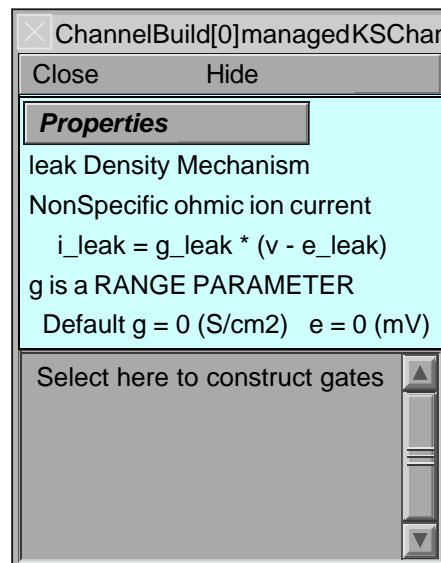 ChannelBuild[0]managedKSChan
Close Hide
Properties
leak Density Mechanism
NonSpecific ohmic ion current
i_leak = g_leak * (v - e_leak)
g is a RANGE PARAMETER
Default g = 0 (S/cm2) e = 0 (mV)
Select here to construct gates